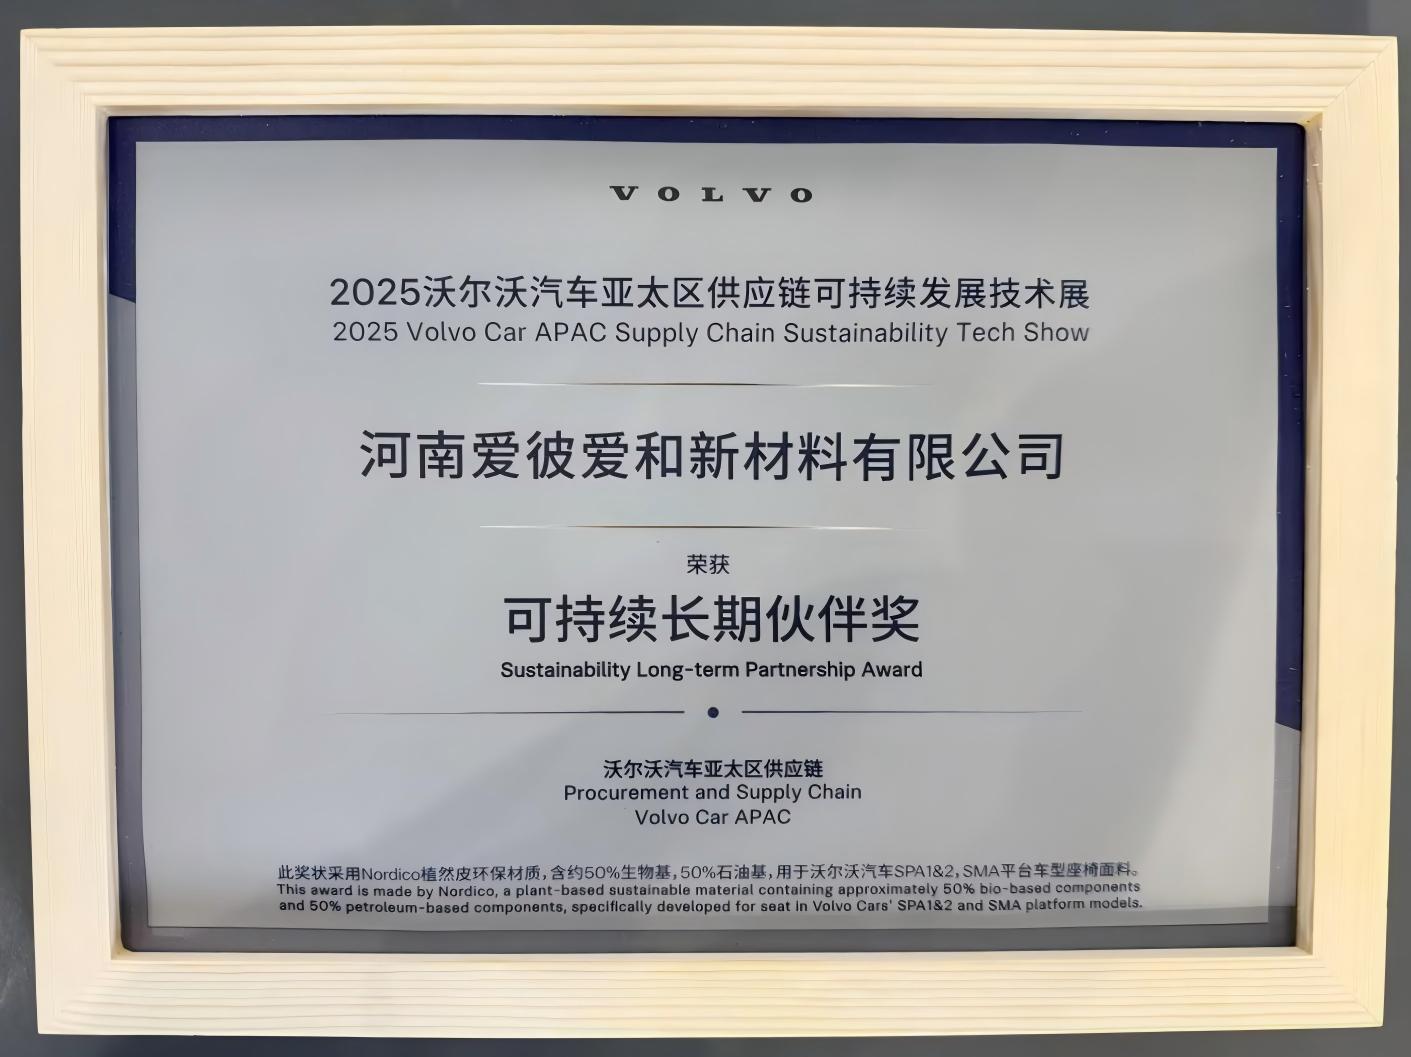 VOLVO
2025沃尔沃汽车亚太区供应链可持续发展技术展
2025 Volvo Car APAC Supply Chain Sustainability Tech Show
河南爱彼爱和新材料有限公司
荣获
可持续长期伙伴奖
Sustainability Long-term Partnership Award
沃尔沃汽车亚太区供应链
Procurement and Supply Chain
Volvo Car APAC
此奖状采用Nordico植然皮环保材质,含约50%生物基,50%石油基,用于沃尔沃汽车SPA1&2,SMA平台车型座椅面料。
This award is made by Nordico, a plant-based sustainable material containing approximately 50% bio-based components
and 50% petroleum-based components, specifically developed for seat in Volvo Cars' SPA1&2 and SMA platform models.